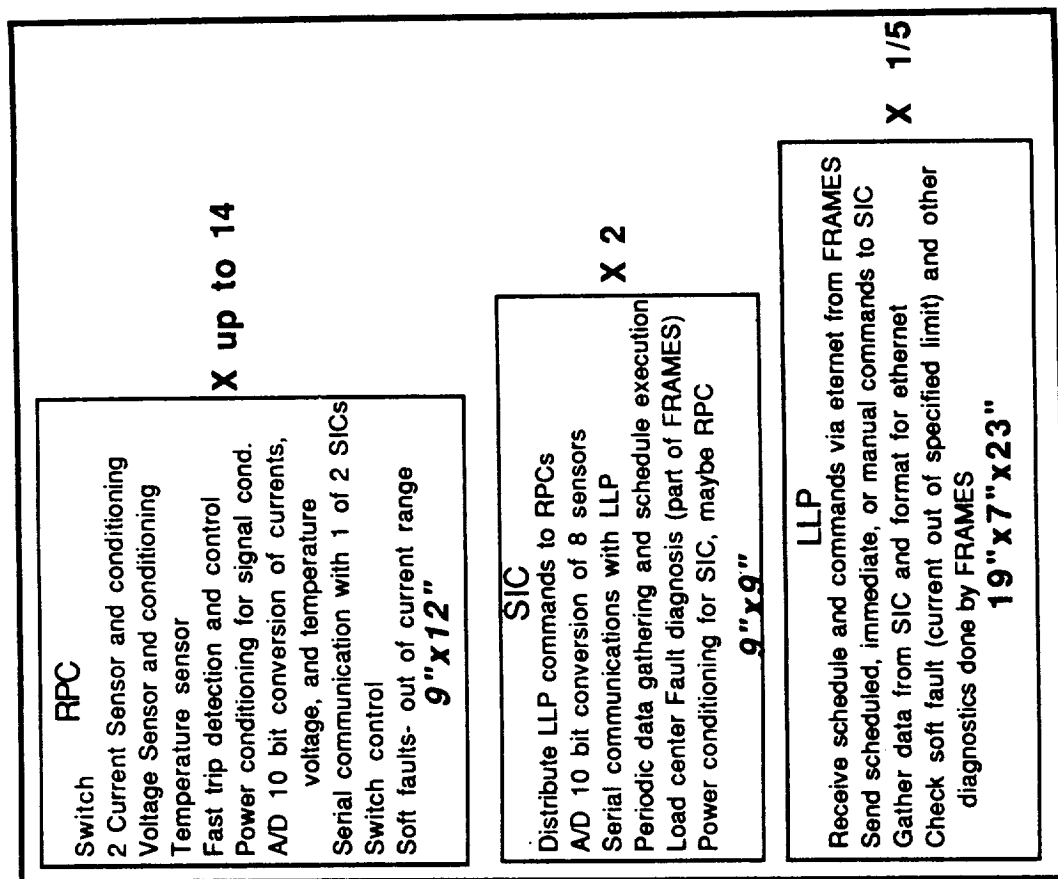 RPC
Switch
2 Current Sensor and conditioning
Voltage Sensor and conditioning
Temperature sensor
Fast trip detection and control
Power conditioning for signal cond.
A/D 10 bit conversion of currents,
voltage, and temperature
Serial communication with 1 of 2 SICs
Switch control
Soft faults- out of current range
9"x12"
X up to 14
SIC
Distribute LLP commands to RPCs
A/D 10 bit conversion of 8 sensors
Serial communications with LLP
Periodic data gathering and schedule execution
Load center Fault diagnosis (part of FRAMES)
Power conditioning for SIC, maybe RPC
9"x9"
X 2
LLP
Receive schedule and commands via eternet from FRAMES
Send scheduled, immediate, or manual commands to SIC
Gather data from SIC and format for ethernet
Check soft fault (current out of specified limit) and other
diagnostics done by FRAMES
19"x7"x23"
X 1/5